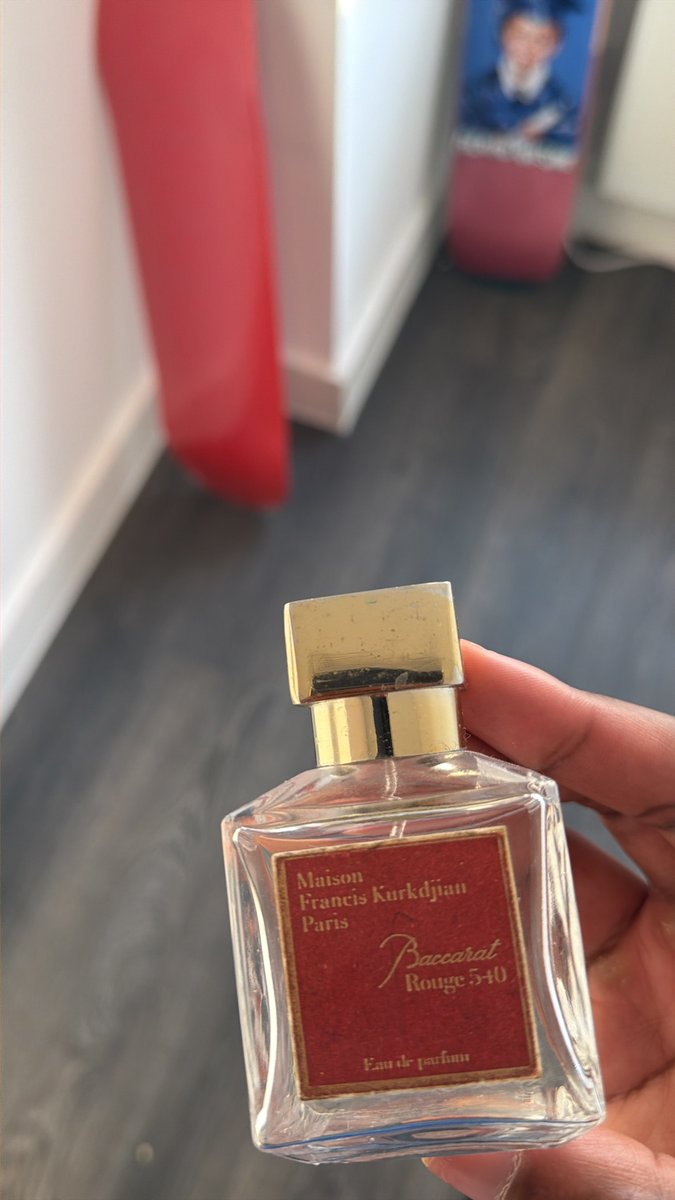 Maison
Francis Kurkdjian
Paris
Baccarat
Rouge 540
Eau de parfum